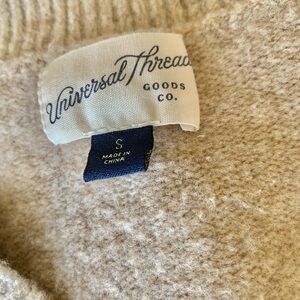 Universal Thread
GOODS
CO.
S
MADE IN
CHINA